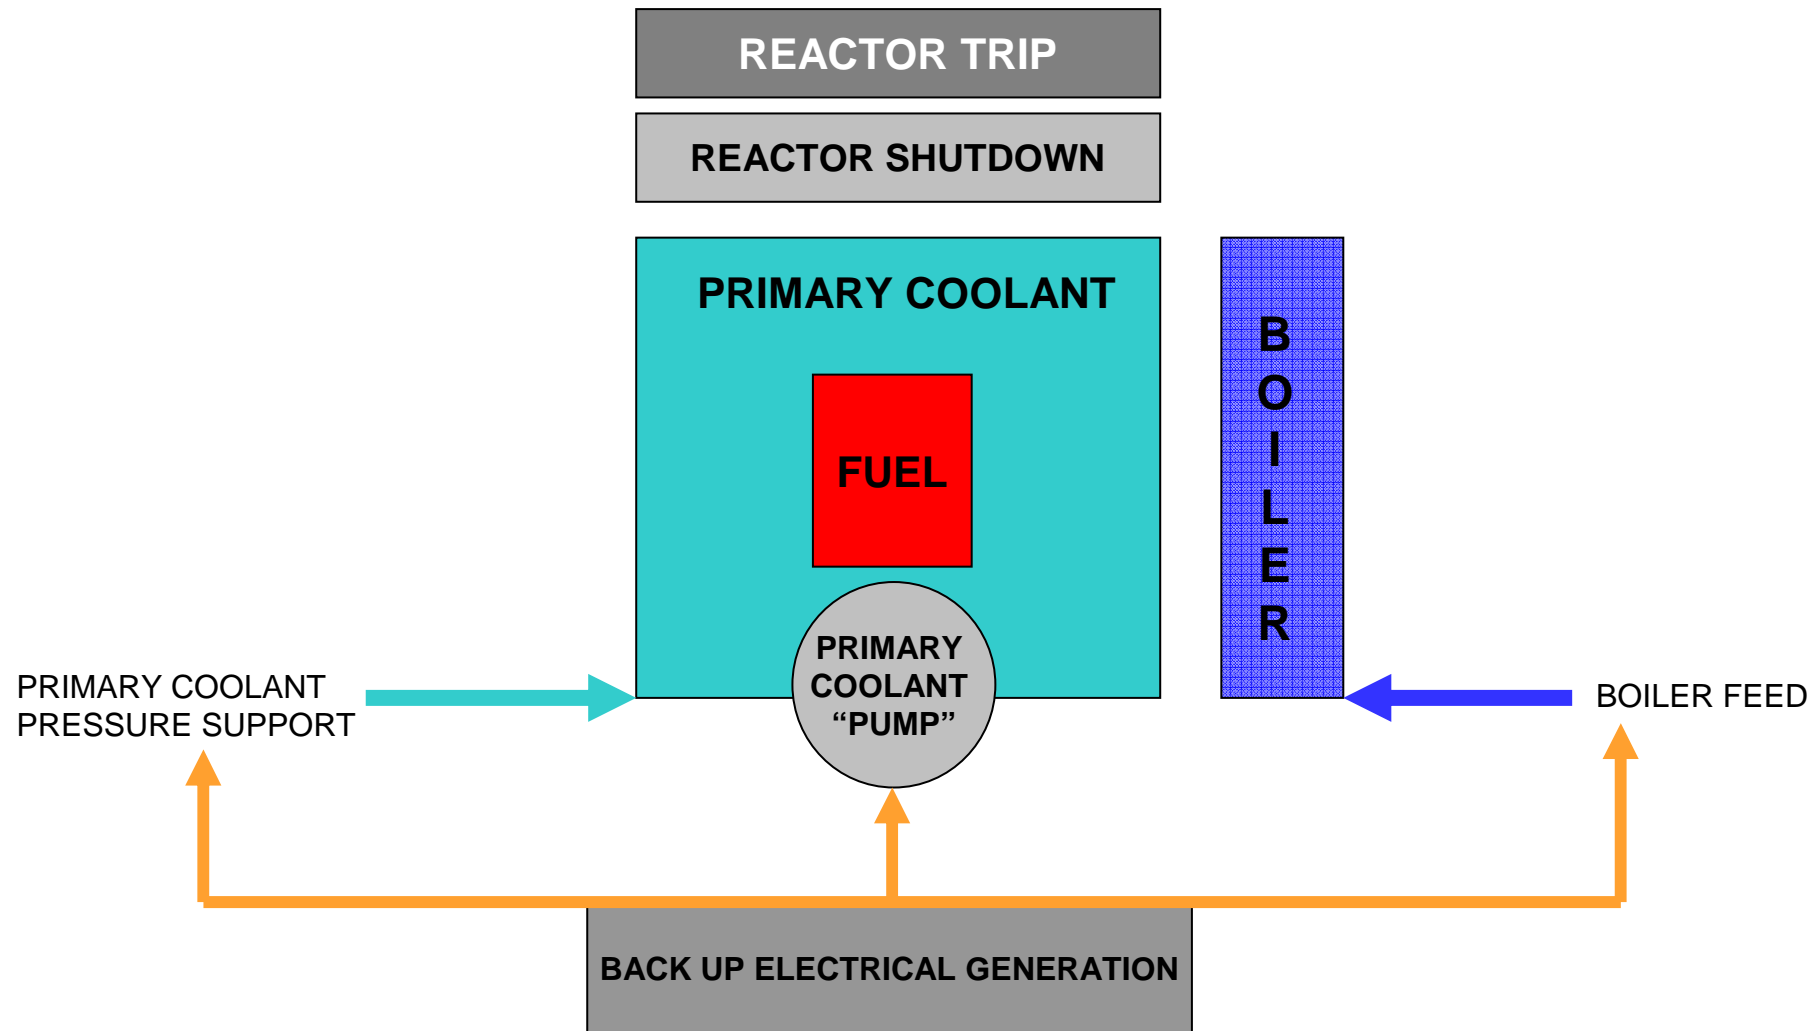 REACTOR TRIP
REACTOR SHUTDOWN
PRIMARY COOLANT
FUEL
B
O
I
L
E
R
PRIMARY
COOLANT
“PUMP”
PRIMARY COOLANT
PRESSURE SUPPORT
BOILER FEED
BACK UP ELECTRICAL GENERATION